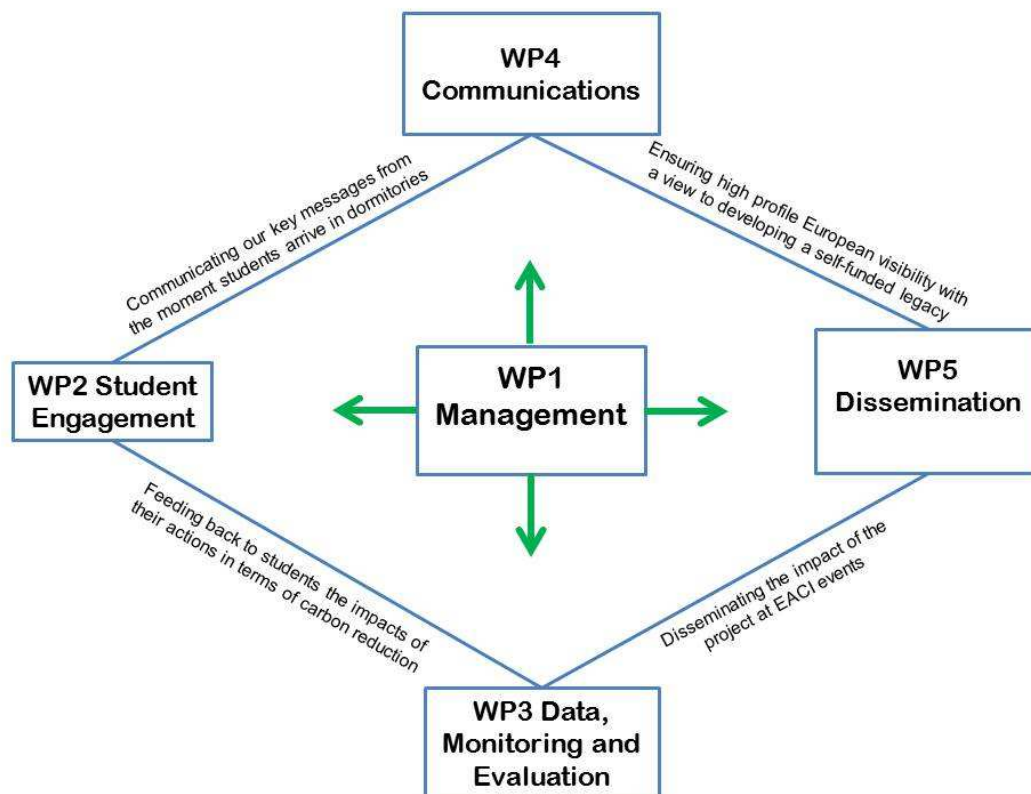 WP4
Communications
Communicating our key messages from
the moment students arrive in dormitories
Ensuring high profile European visibility with
a view to developing a self-funded legacy
WP2 Student
Engagement
WP1
Management
WP5
Dissemination
Feeding back to students the impacts of
their actions in terms of carbon reduction
Disseminating the impact of the
project at EACI events
WP3 Data,
Monitoring and
Evaluation